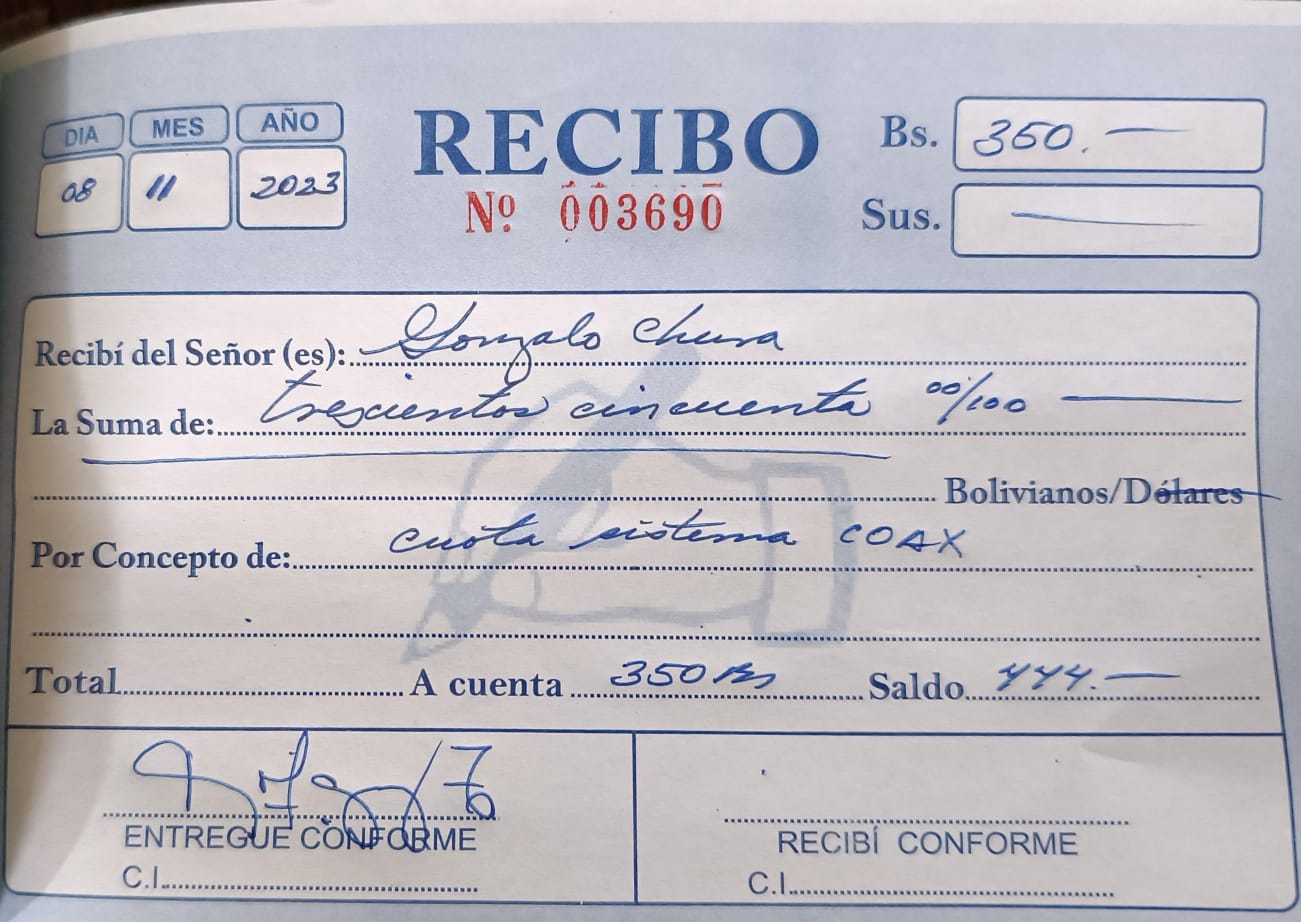 DIA MES AÑO
08 11 2023
RECIBO
Nº 003690
Bs. 350.—
Sus. —
Recibí del Señor (es): Gonzalo Chura
La Suma de: trescientos cincuenta 00/100
Bolivianos/Dólares
Por Concepto de: cuota sistema COAX
Total A cuenta 350 Bs Saldo 444.—
ENTREGUE CONFORME
C.I.
RECIBÍ CONFORME
C.I.